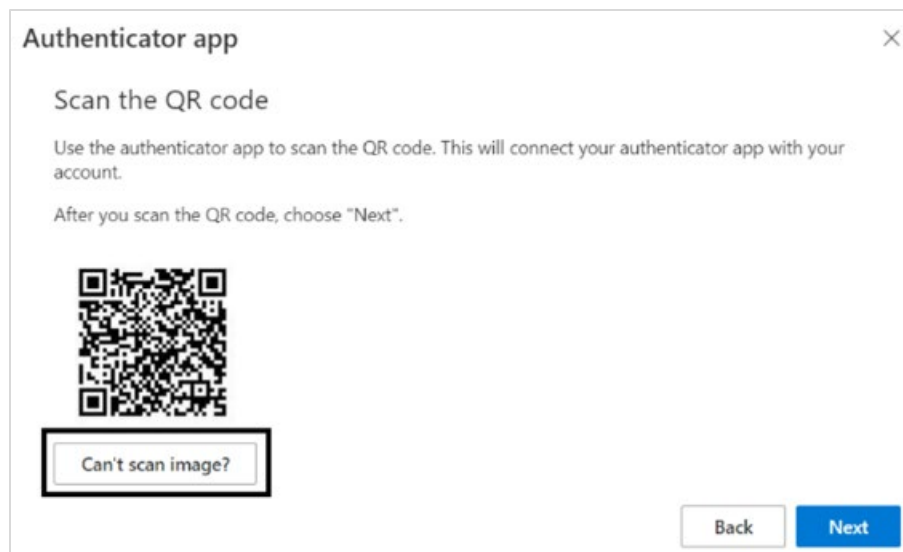 Authenticator app
Scan the QR code
Use the authenticator app to scan the QR code. This will connect your authenticator app with your
account.
After you scan the QR code, choose "Next".
Can't scan image?
Back
Next